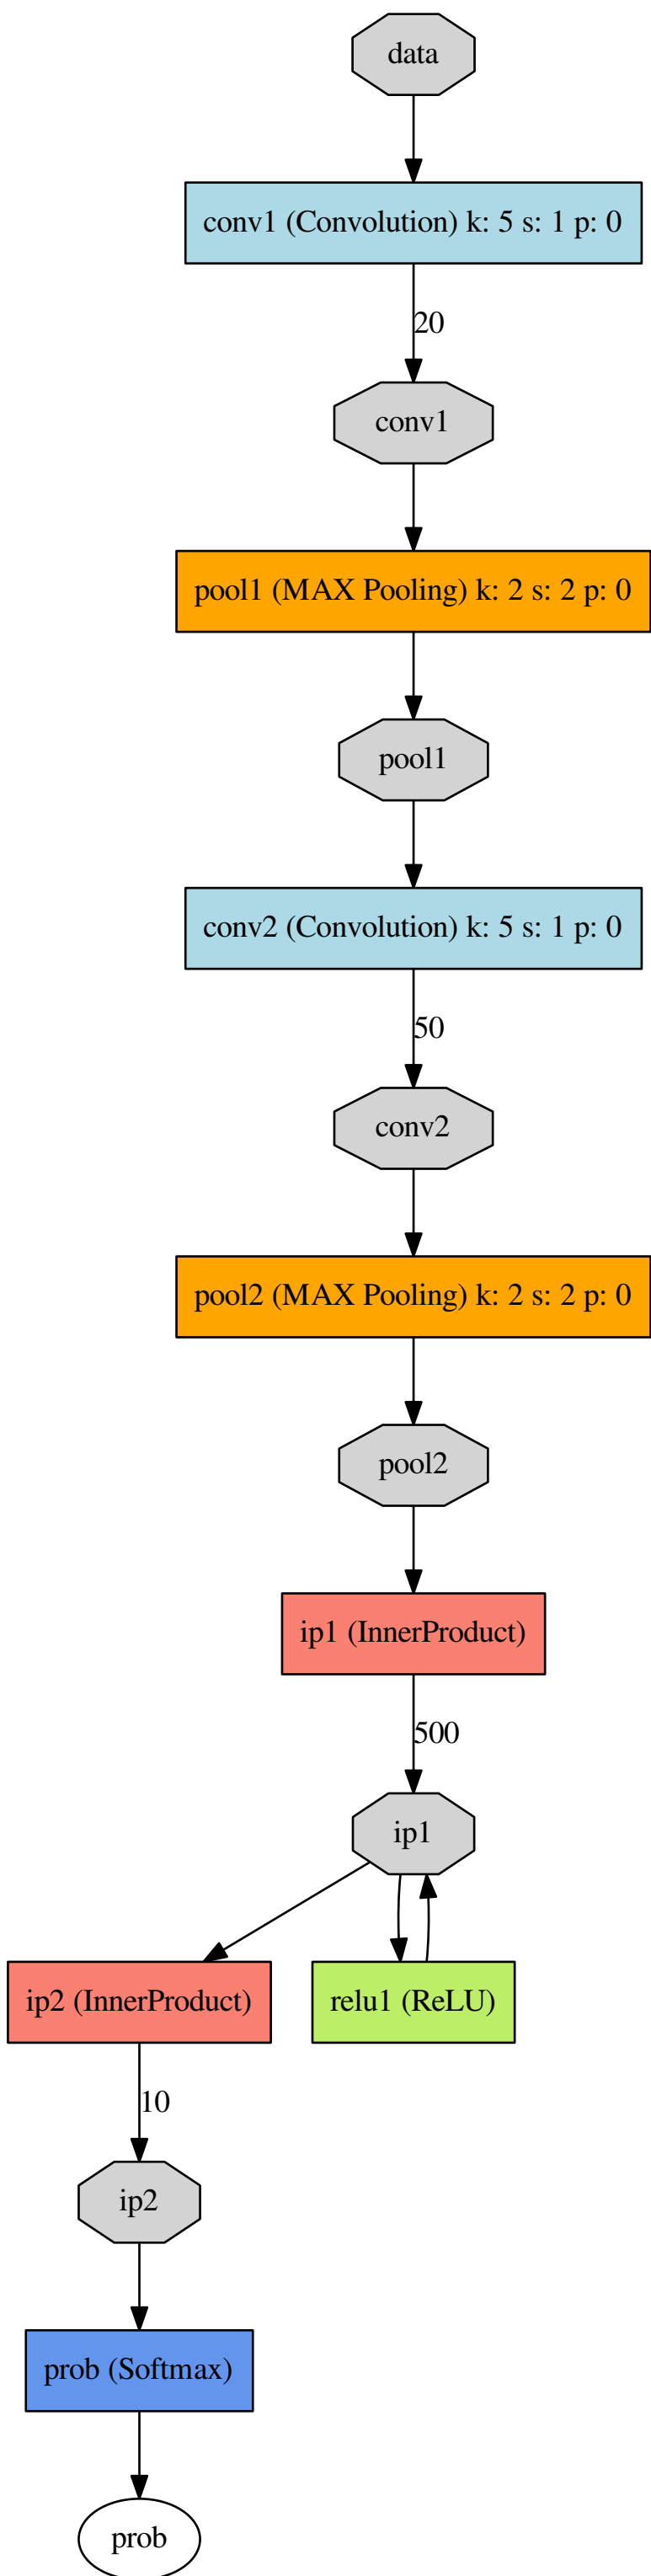 data
conv1 (Convolution) k: 5 s: 1 p: 0
20
conv1
pool1 (MAX Pooling) k: 2 s: 2 p: 0
pool1
conv2 (Convolution) k: 5 s: 1 p: 0
50
conv2
pool2 (MAX Pooling) k: 2 s: 2 p: 0
pool2
ip1 (InnerProduct)
500
ip1
ip2 (InnerProduct)
relu1 (ReLU)
10
ip2
prob (Softmax)
prob